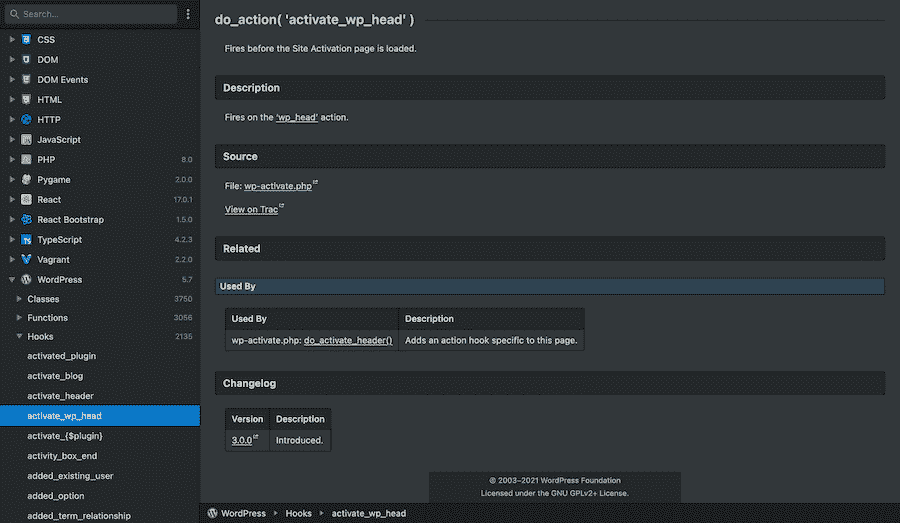 Search...
CSS
DOM
DOM Events
HTML
HTTP
JavaScript
PHP 8.0
Pygame 2.0.0
React 17.0.1
React Bootstrap 1.5.0
TypeScript 4.2.3
Vagrant 2.2.0
WordPress 5.7
Classes 3750
Functions 3056
Hooks 2135
activated_plugin
activate_blog
activate_header
activate_wp_head
activate_{$plugin}
activity_box_end
added_existing_user
added_option
added_term_relationship
do_action( 'activate_wp_head' )
Fires before the Site Activation page is loaded.
Description
Fires on the 'wp_head' action.
Source
File: wp-activate.php
View on Trac
Related
Used By
Used By Description
wp-activate.php: do_activate_header() Adds an action hook specific to this page.
Changelog
Version Description
3.0.0 Introduced.
© 2003–2021 WordPress Foundation
Licensed under the GNU GPLv2+ License.
WordPress Hooks activate_wp_head